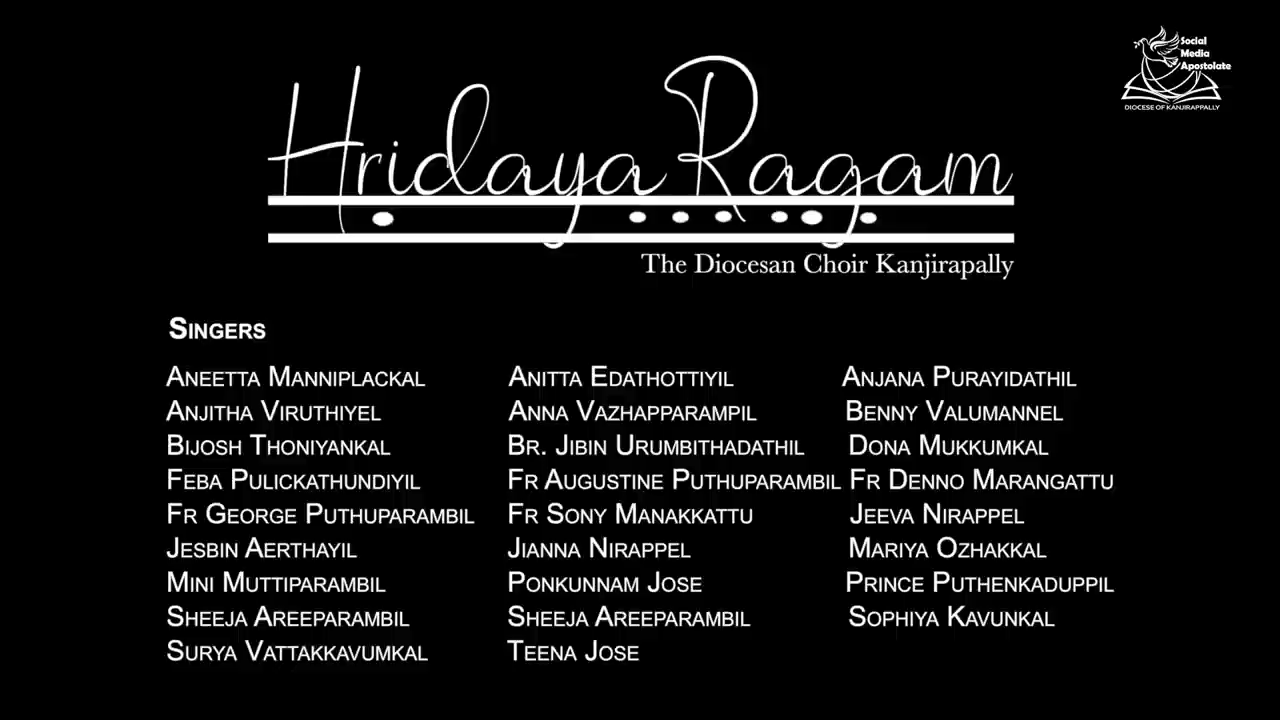 Social
Media
Apostolate
DIOCESE OF KANJIRAPPALLY
Hridaya Ragam
The Diocesan Choir Kanjirapally
SINGERS
ANEETTA MANNIPLACKAL ANITTA EDATHOTTIYIL ANJANA PURAYIDATHIL
ANJITHA VIRUTHIYEL ANNA VAZHAPPARAMPIL BENNY VALUMANNEL
BIJOSH THONIYANKAL BR. JIBIN URUMBITHADATHIL DONA MUKKUMKAL
FEBA PULICKATHUNDIYIL FR AUGUSTINE PUTHUPARAMBIL FR DENNO MARANGATTU
FR GEORGE PUTHUPARAMBIL FR SONY MANAKKATTU JEEVA NIRAPPEL
JESBIN AERTHAYIL JIANNA NIRAPPEL MARIYA OZHAKKAL
MINI MUTTIPARAMBIL PONKUNNAM JOSE PRINCE PUTHENKADUPPIL
SHEEJA AREEPARAMBIL SHEEJA AREEPARAMBIL SOPHIYA KAVUNKAL
SURYA VATTAKKAVUMKAL TEENA JOSE